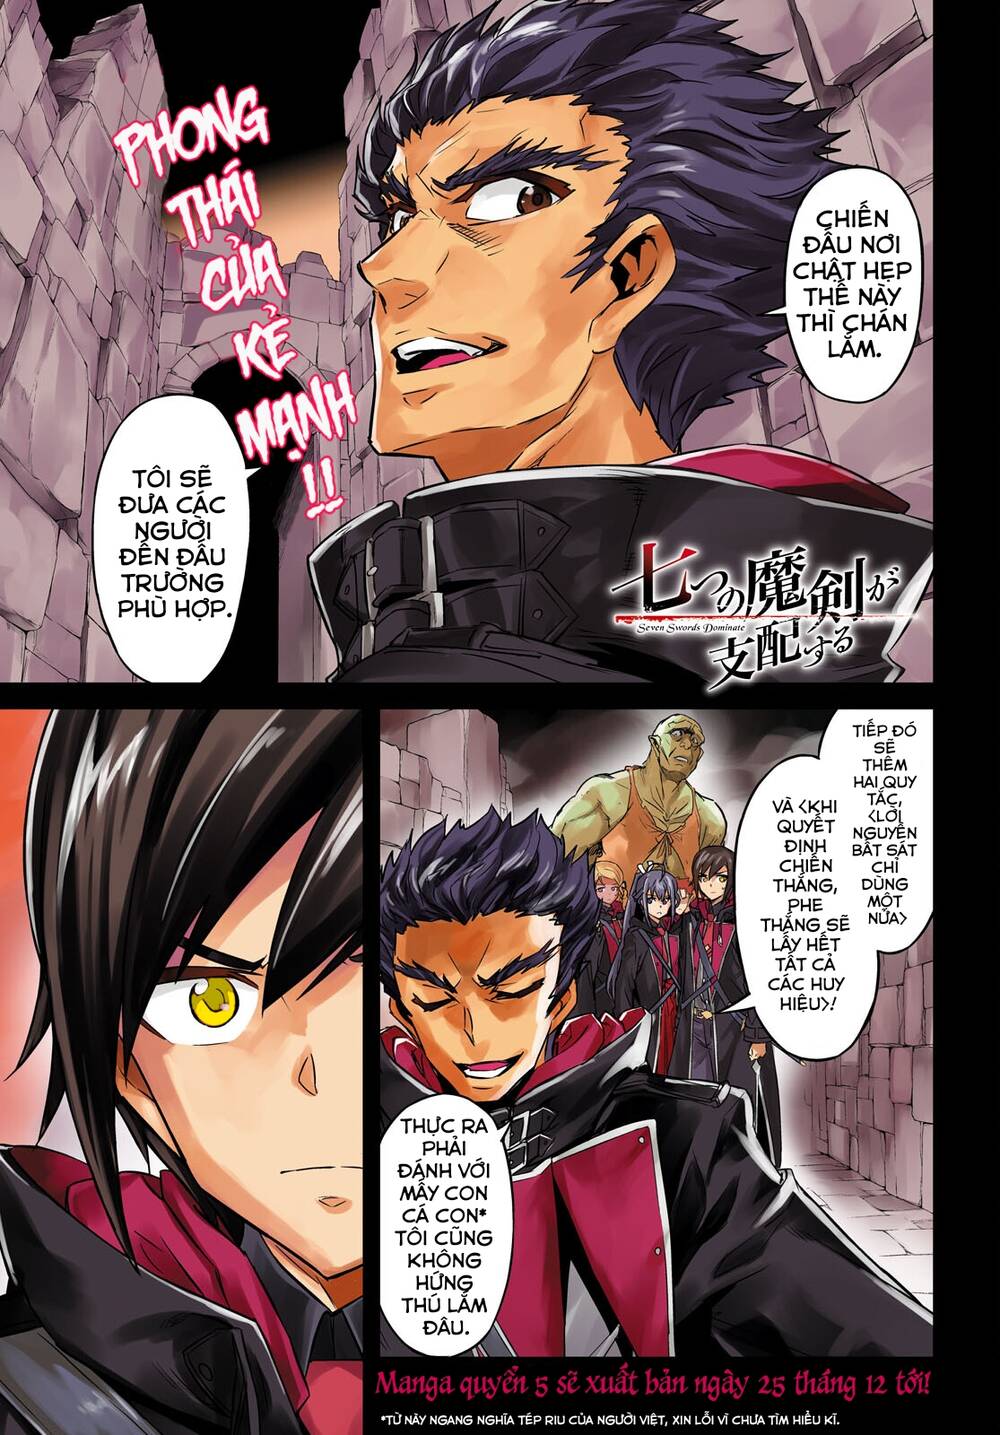 CHIẾN
ĐẤU NƠI
CHẬT HẸP
THẾ NÀY
THÌ CHÁN
LẮM.
PHONG
THÁI
CỦA
KẺ
MẠNH!!
TÔI SẼ
ĐƯA CÁC
NGƯỜI
ĐẾN ĐẤU
TRƯỜNG
PHÙ HỢP.
七つの魔剣が
Seven Swords Dominate
支配する
TIẾP ĐÓ
SẼ
THÊM
HAI QUY
TẮC,
<LỜI
NGUYỀN
BẤT SÁT
CHỈ
DÙNG
MỘT
NỬA>
VÀ <KHI
QUYẾT
ĐỊNH
CHIẾN
THẮNG,
PHE
THẮNG SẼ
LẤY HẾT
TẤT CẢ
CÁC HUY
HIỆU>!
THỰC RA
PHẢI
ĐÁNH VỚI
MẤY CON
CÁ CON*
TÔI CŨNG
KHÔNG
HỨNG
THÚ LẮM
ĐÂU.
Manga quyển 5 sẽ xuất bản ngày 25 tháng 12 tới!
*TỪ NÀY NGANG NGHĨA TÉP RIU CỦA NGƯỜI VIỆT, XIN LỖI VÌ CHƯA TÌM HIỂU KĨ.